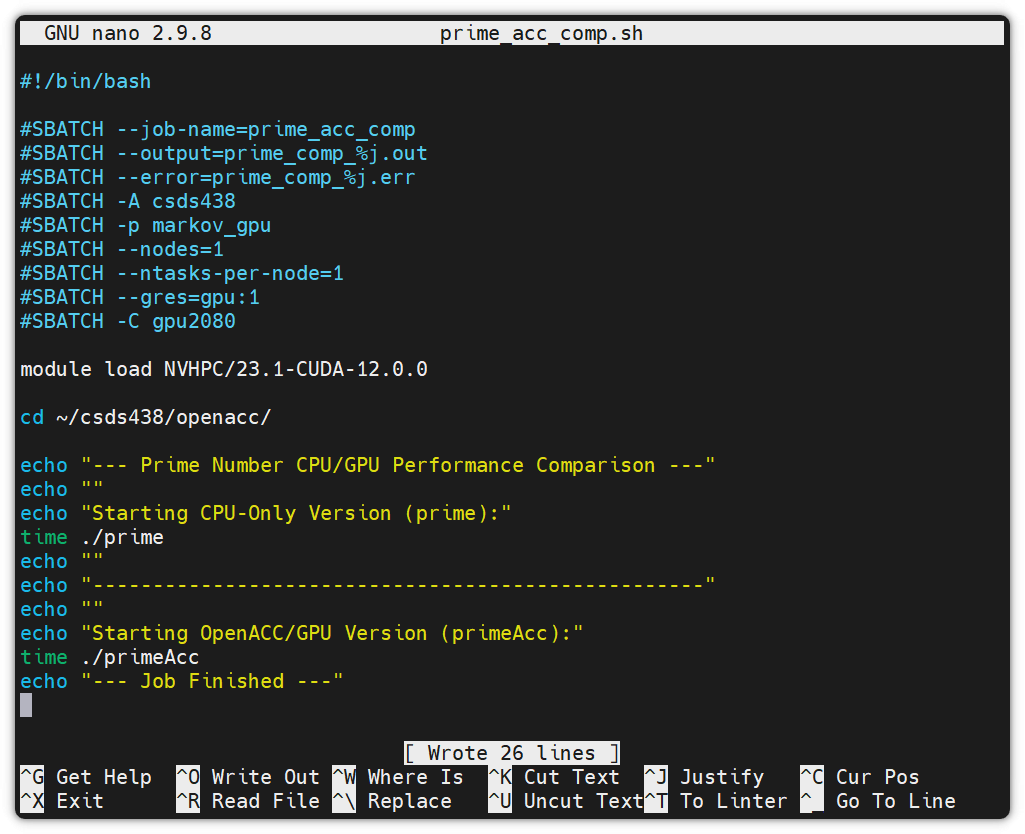 GNU nano 2.9.8 prime_acc_comp.sh
#!/bin/bash
#SBATCH --job-name=prime_acc_comp
#SBATCH --output=prime_comp_%j.out
#SBATCH --error=prime_comp_%j.err
#SBATCH -A csds438
#SBATCH -p markov_gpu
#SBATCH --nodes=1
#SBATCH --ntasks-per-node=1
#SBATCH --gres=gpu:1
#SBATCH -C gpu2080
module load NVHPC/23.1-CUDA-12.0.0
cd ~/csds438/openacc/
echo "--- Prime Number CPU/GPU Performance Comparison ---"
echo ""
echo "Starting CPU-Only Version (prime):"
time ./prime
echo ""
echo "---------------------------------------------------"
echo ""
echo "Starting OpenACC/GPU Version (primeAcc):"
time ./primeAcc
echo "--- Job Finished ---"
[ Wrote 26 lines ]
^G Get Help ^O Write Out ^W Where Is ^K Cut Text ^J Justify ^C Cur Pos
^X Exit ^R Read File ^\ Replace ^U Uncut Text ^T To Linter ^_ Go To Line